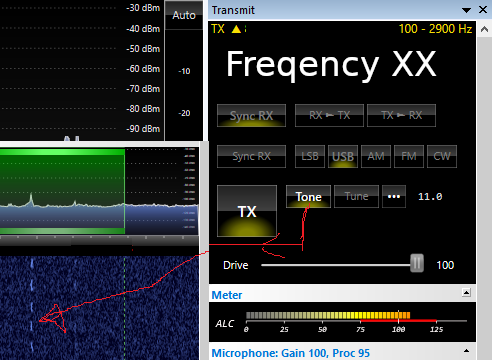 Transmit
-30 dBm
-40 dBm
-50 dBm
-60 dBm
-70 dBm
-80 dBm
-90 dBm
Auto
-10
-20
TX 100 - 2900 Hz
Freqency XX
Sync RX RX ► TX TX ► RX
Sync RX LSB USB AM FM CW
TX Tone Tune ••• 11.0
Drive 100
Meter
ALC
0 25 50 75 100 125
Microphone: Gain 100, Proc 95